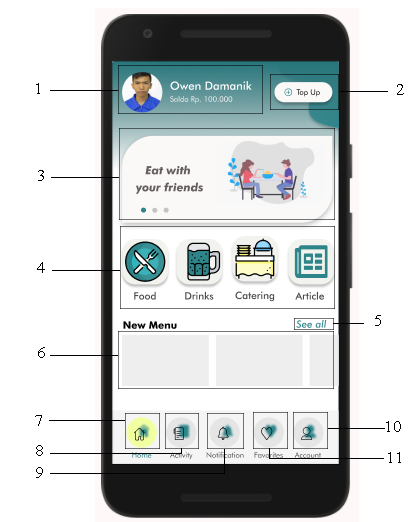 1
Owen Damanik
Saldo Rp. 100.000
Top Up
2
3
Eat with
your friends
4
Food
Drinks
Catering
Article
New Menu
See all
5
6
7
Home
Activity
Notification
Favorites
Account
8
9
10
11